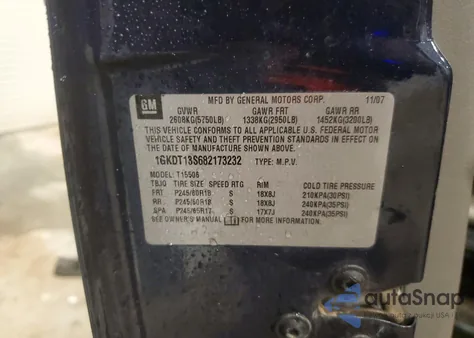 GM
MFD BY GENERAL MOTORS CORP.
11/07
GVWR GAWR FRT GAWR RR
2608KG(5750LB) 1338KG(2950LB) 1452KG(3200LB)
THIS VEHICLE CONFORMS TO ALL APPLICABLE U.S. FEDERAL MOTOR
VEHICLE SAFETY AND THEFT PREVENTION STANDARDS IN EFFECT ON
THE DATE OF MANUFACTURE SHOWN ABOVE.
1GKDT13S682173232 TYPE: M.P.V.
MODEL: T15506
TBJQ TIRE SIZE SPEED RTG RIM COLD TIRE PRESSURE
FRT P245/60R18 S 18X8J 210KPA(30PSI)
RR P245/60R18 S 18X8J 240KPA(35PSI)
SPA P245/65R17 S 17X7J 240KPA(35PSI)
SEE OWNER'S MANUAL FOR MORE INFORMATION.
autaSnap